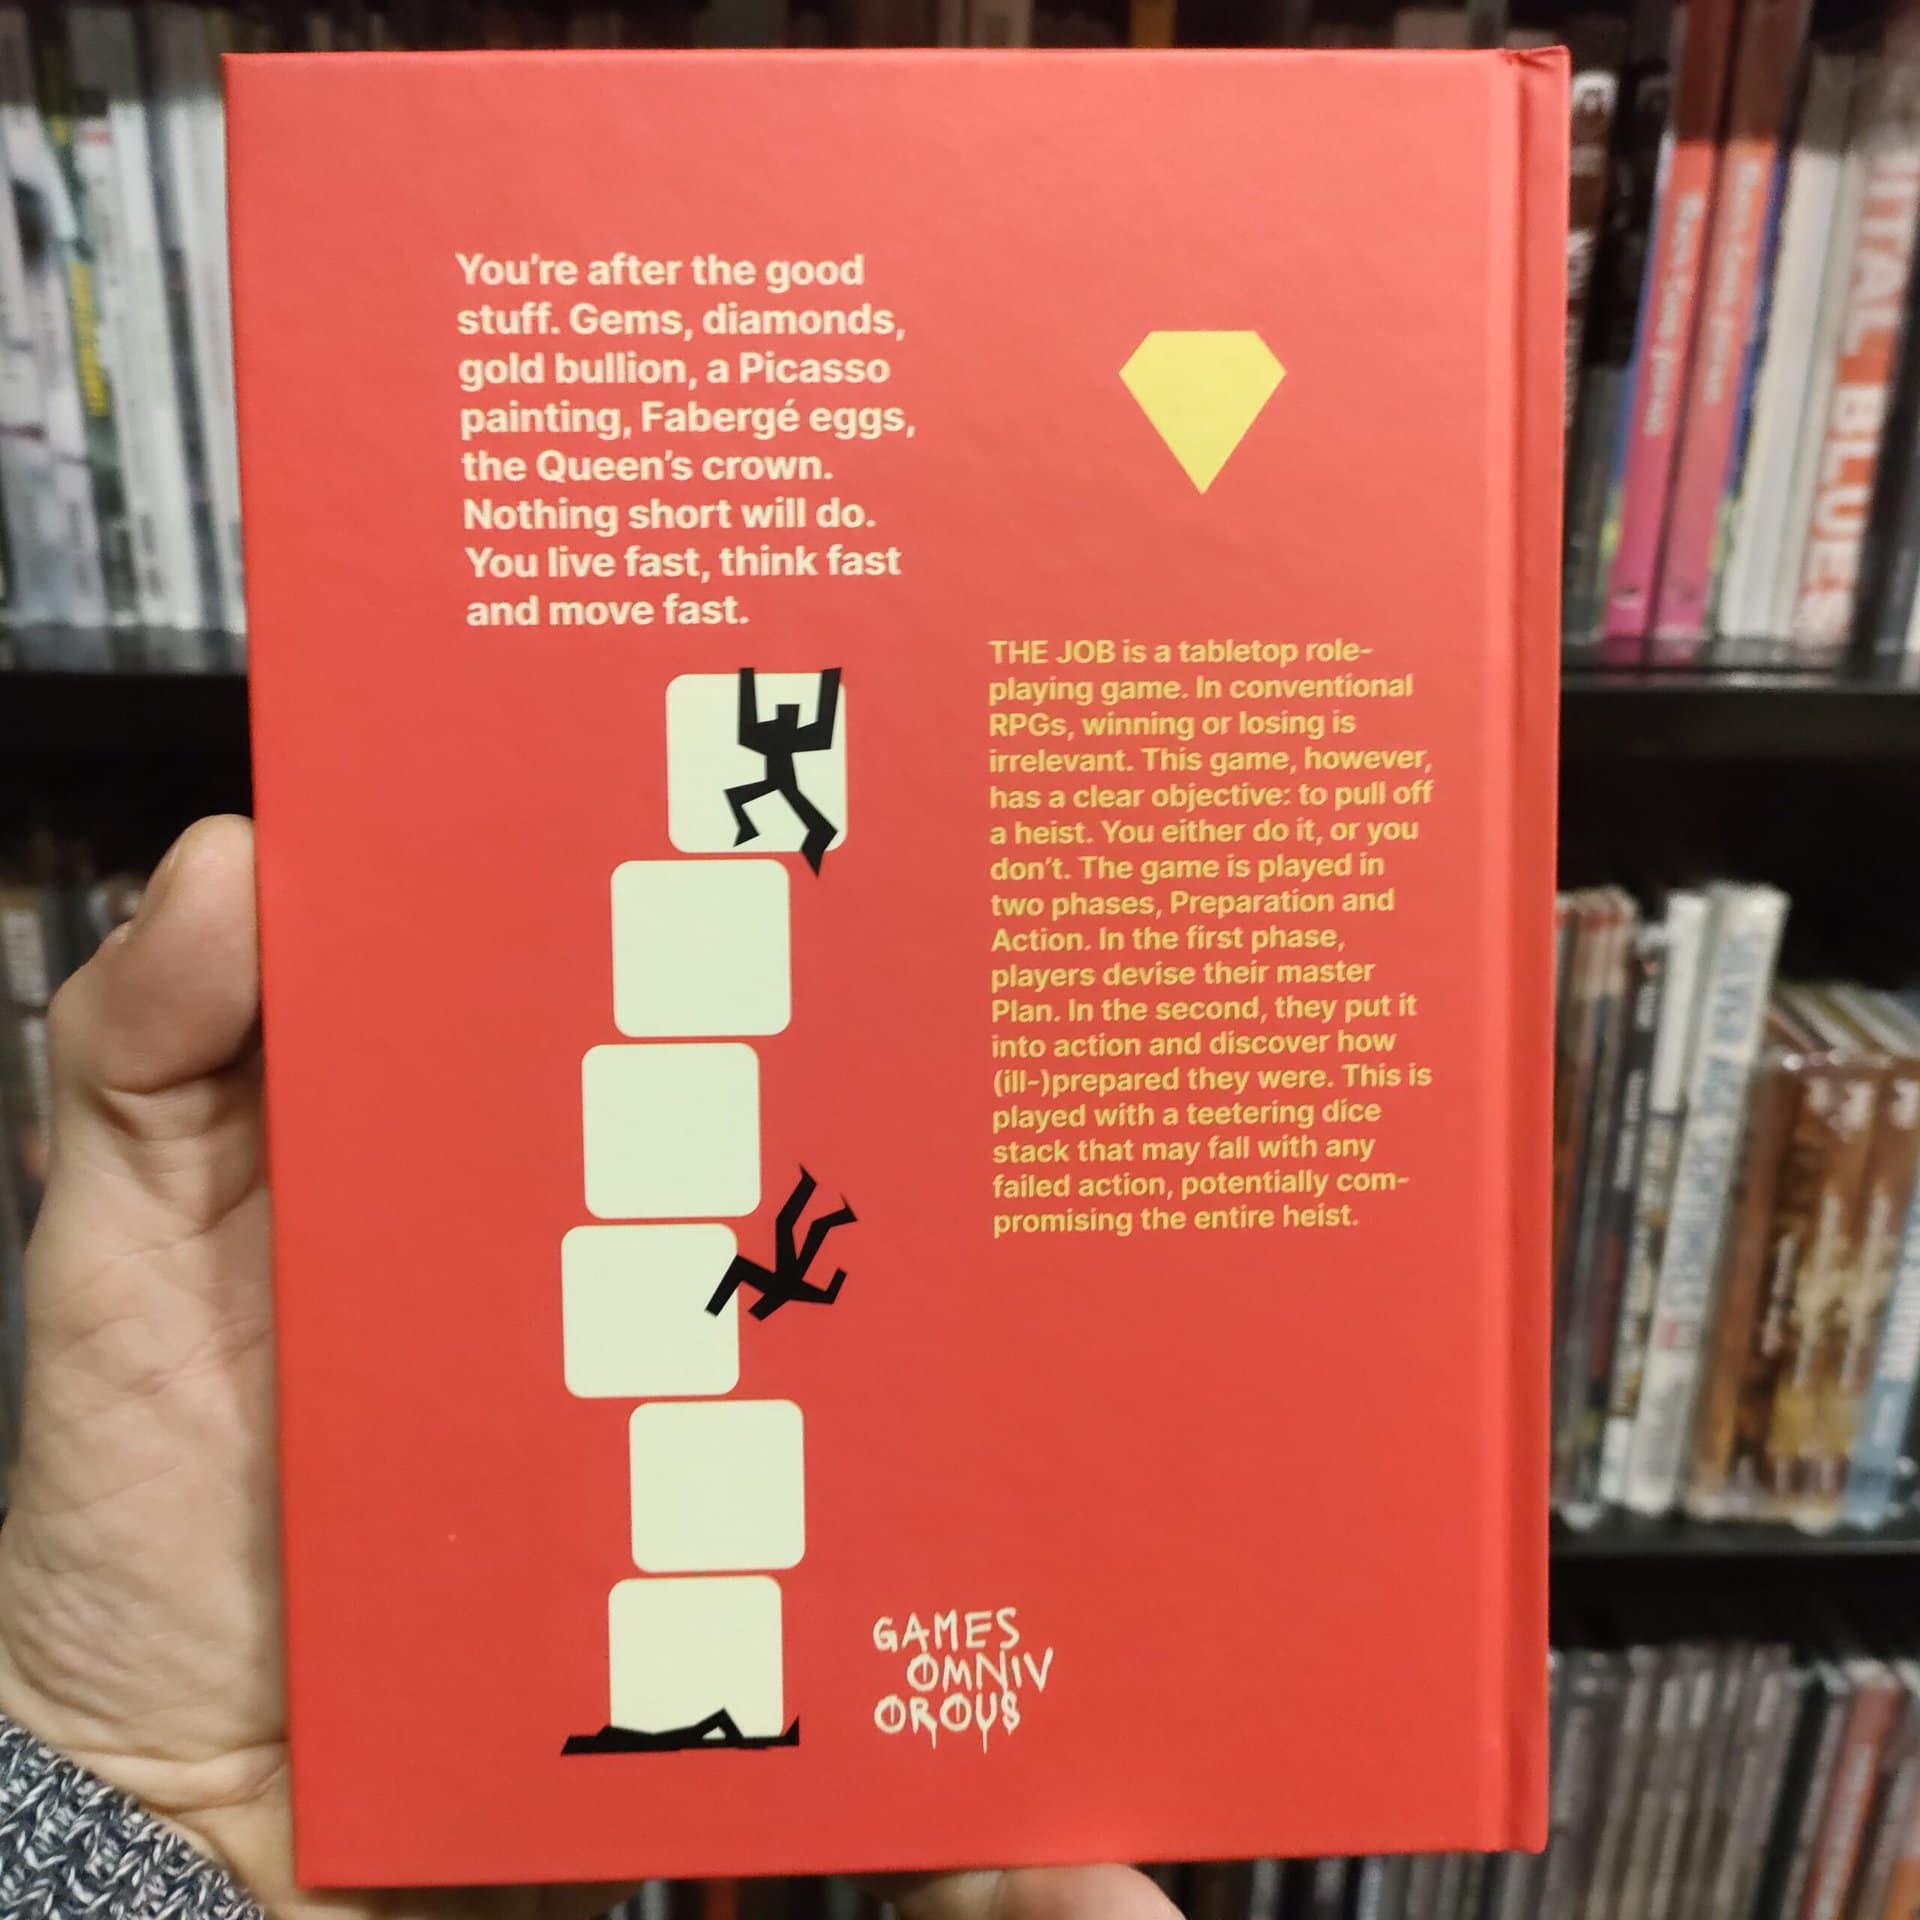 You're after the good
stuff. Gems, diamonds,
gold bullion, a Picasso
painting, Fabergé eggs,
the Queen's crown.
Nothing short will do.
You live fast, think fast
and move fast.
THE JOB is a tabletop role-
playing game. In conventional
RPGs, winning or losing is
irrelevant. This game, however,
has a clear objective: to pull off
a heist. You either do it, or you
don't. The game is played in
two phases, Preparation and
Action. In the first phase,
players devise their master
Plan. In the second, they put it
into action and discover how
(ill-)prepared they were. This is
played with a teetering dice
stack that may fall with any
failed action, potentially com-
promising the entire heist.
GAMES
OMNIV
OROUS
BLUES